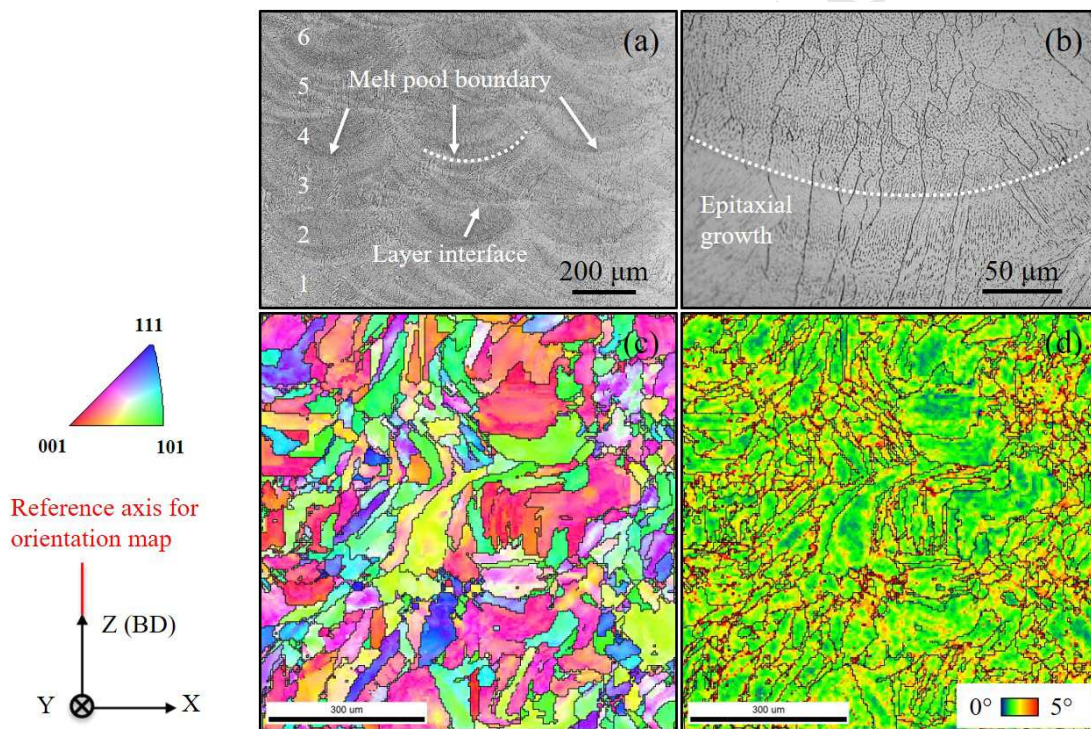 (a)
6
5
Melt pool boundary
4
3
2
Layer interface
1
200 μm
(b)
Epitaxial
growth
50 μm
111
001
101
Reference axis for
orientation map
Z (BD)
Y
X
(c)
300 um
(d)
300 um
0°
5°